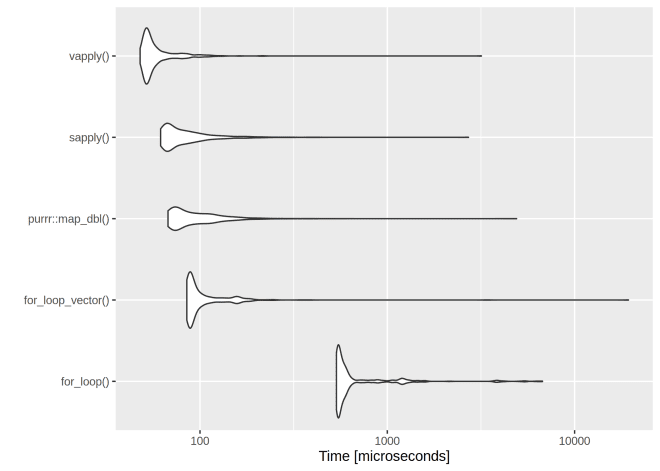 vapply()
sapply()
purrr::map_dbl()
for_loop_vector()
for_loop()
100 1000 10000
Time [microseconds]